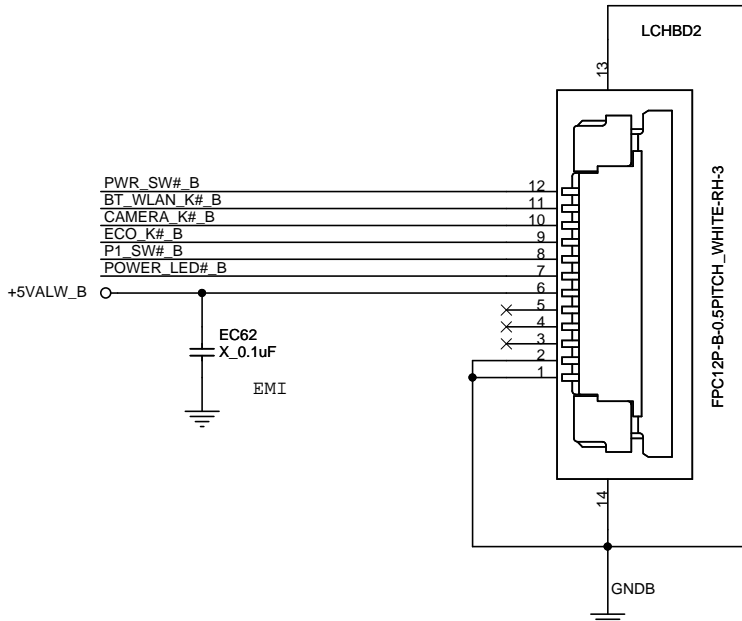 LCHBD2
13
PWR_SW#_B 12
BT_WLAN_K#_B 11
CAMERA_K#_B 10
ECO_K#_B 9
P1_SW#_B 8
POWER_LED#_B 7
+5VALW_B 6
5
4
3
2
1
EC62
X_0.1uF
EMI
FPC12P-B-0.5PITCH_WHITE-RH-3
14
GNDB